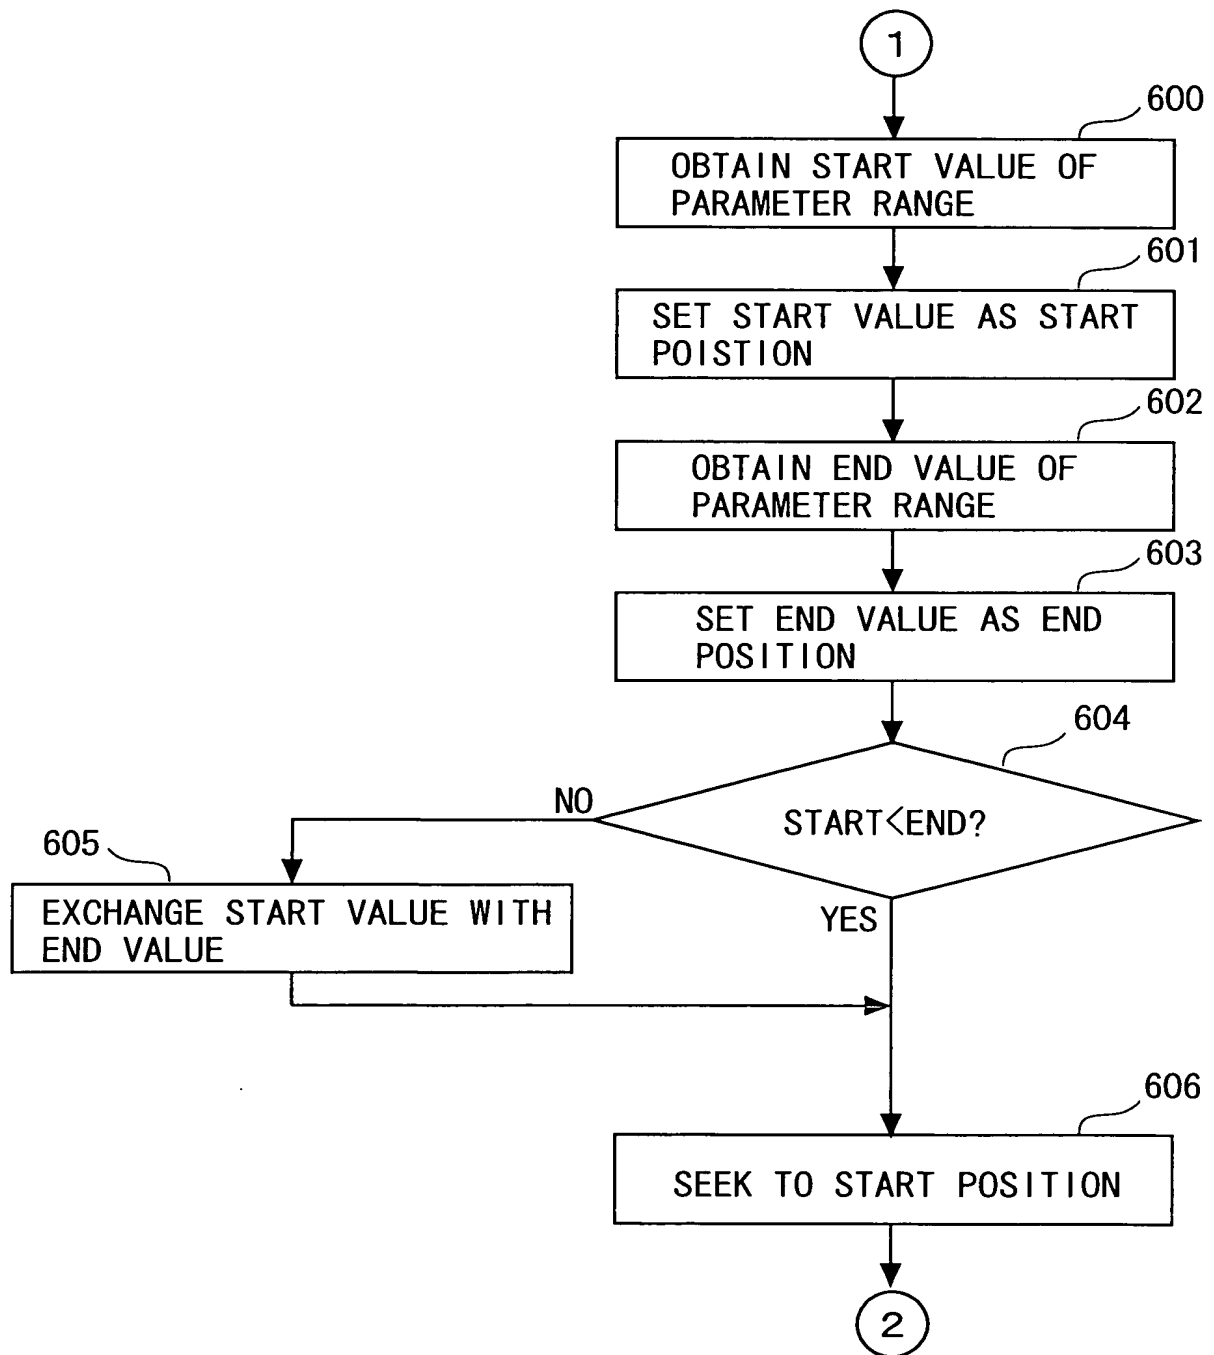 1
600
OBTAIN START VALUE OF
PARAMETER RANGE
601
SET START VALUE AS START
POISTION
602
OBTAIN END VALUE OF
PARAMETER RANGE
603
SET END VALUE AS END
POSITION
604
START<END?
NO
605
EXCHANGE START VALUE WITH
END VALUE
YES
606
SEEK TO START POSITION
2